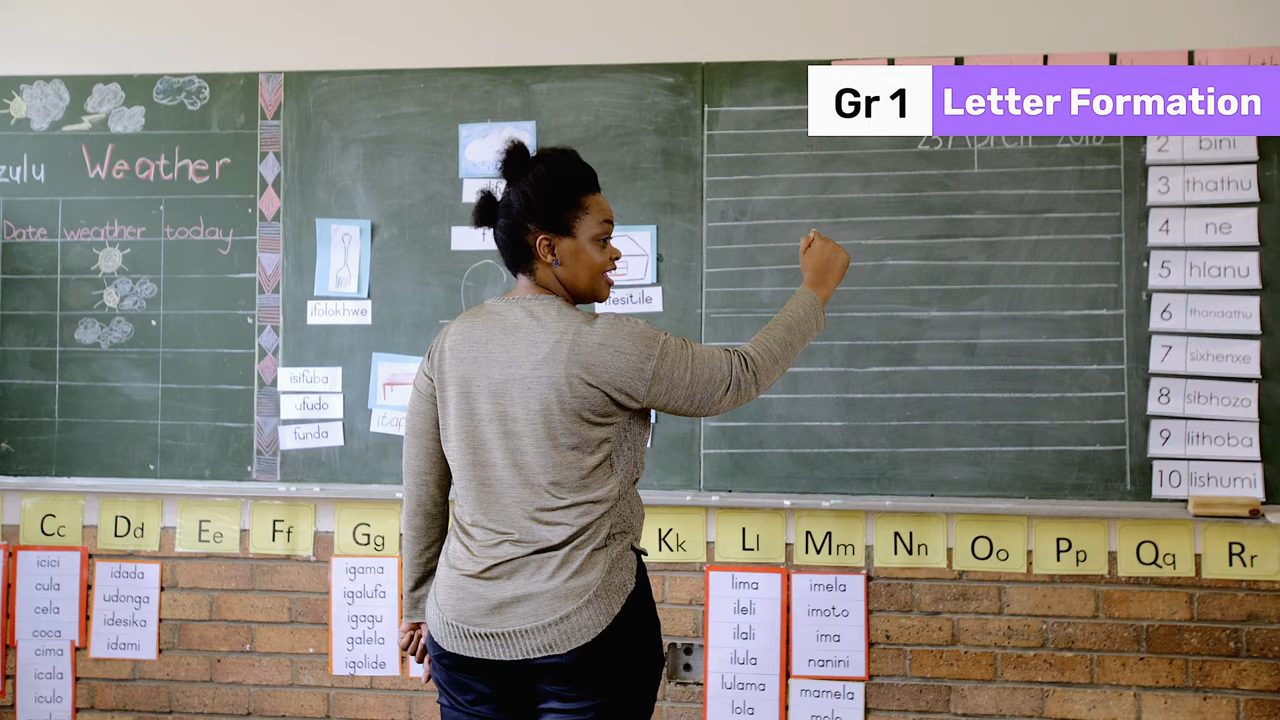 Gr 1 Letter Formation
zulu Weather
Date weather today
ifolokhwe
ifesitile
isifuba
ufudo
funda
2 bini
3 thathu
4 ne
5 hlanu
6 thandathu
7 sixhenxe
8 sibhozo
9 lithoba
10 lishumi
Cc Dd Ee Ff Gg Kk Ll Mm Nn Oo Pp Qq Rr
icici
cula
cela
coca
cima
icala
iculo
idada
udonga
idesika
idami
igama
igalufa
igagu
galela
igolide
lima
ileli
ilali
ilula
lulama
lola
imela
imoto
ima
nanini
mamela